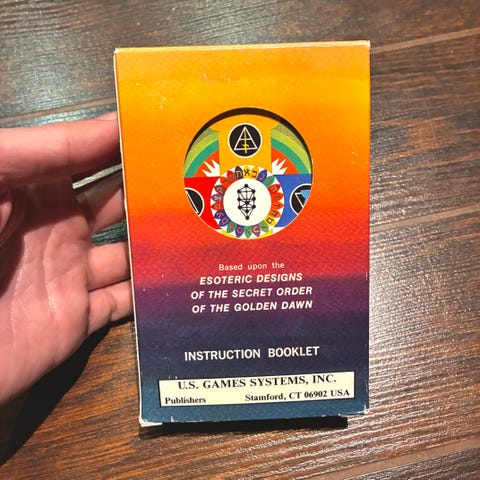 Based upon the
ESOTERIC DESIGNS
OF THE SECRET ORDER
OF THE GOLDEN DAWN
INSTRUCTION BOOKLET
U.S. GAMES SYSTEMS, INC.
Publishers Stamford, CT 06902 USA